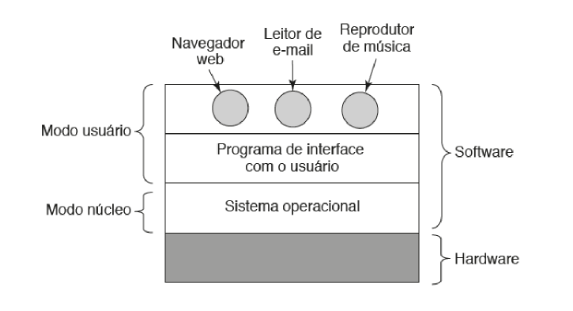 Navegador
web
Leitor de
e-mail
Reprodutor
de música
Modo usuário
Programa de interface
com o usuário
Software
Modo núcleo
Sistema operacional
Hardware